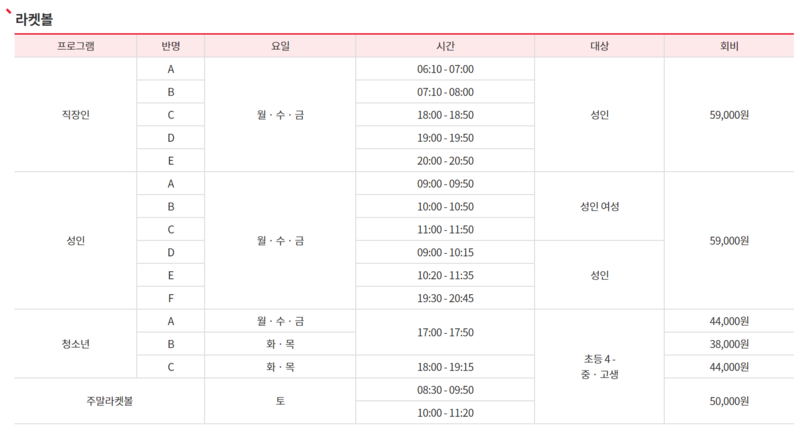 라켓볼
프로그램 반명 요일 시간 대상 회비
직장인 A 월 · 수 · 금 06:10 - 07:00 성인 59,000원
B 07:10 - 08:00
C 18:00 - 18:50
D 19:00 - 19:50
E 20:00 - 20:50
성인 A 월 · 수 · 금 09:00 - 09:50 성인 여성 59,000원
B 10:00 - 10:50
C 11:00 - 11:50
D 09:00 - 10:15 성인
E 10:20 - 11:35
F 19:30 - 20:45
청소년 A 월 · 수 · 금 17:00 - 17:50 초등 4 - 44,000원
중 · 고생
B 화 · 목 38,000원
C 화 · 목 18:00 - 19:15 44,000원
주말라켓볼 토 08:30 - 09:50 50,000원
10:00 - 11:20